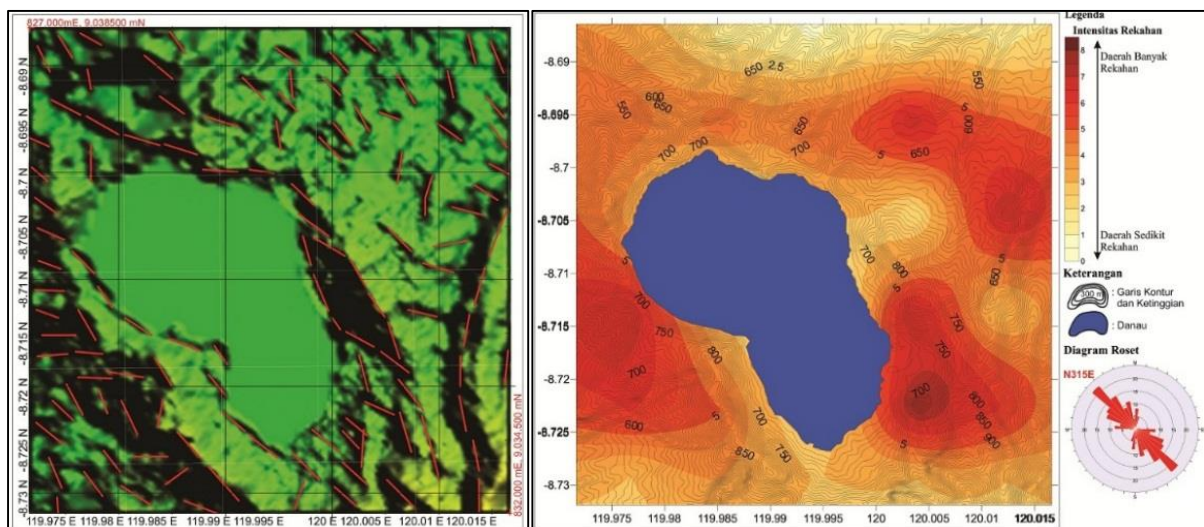 827.000mE, 9.038500 mN
-8.69 N
-8.695 N
-8.7 N
-8.705 N
-8.71 N
-8.715 N
-8.72 N
-8.725 N
-8.73 N
119.975 E
119.98 E
119.985 E
119.99 E
119.995 E
120 E
120.005 E
120.01 E
120.015 E
832.000 mE, 9.034.500 mN
-8.69
-8.695
-8.7
-8.705
-8.71
-8.715
-8.72
-8.725
-8.73
119.975
119.98
119.985
119.99
119.995
120
120.005
120.01
120.015
650
2.5
550
550
600
650
5
600
650
700
700
700
5
650
5
5
700
800
5
650
750
750
800
700
5
600
700
850
750
750
750
700
800
850
900
5
Legenda
Intensitas Rekahan
8
7
6
5
4
3
2
1
0
Daerah Banyak
Rekahan
Daerah Sedikit
Rekahan
Keterangan
300 m
: Garis Kontur
dan Ketinggian
: Danau
Diagram Roset
N315E